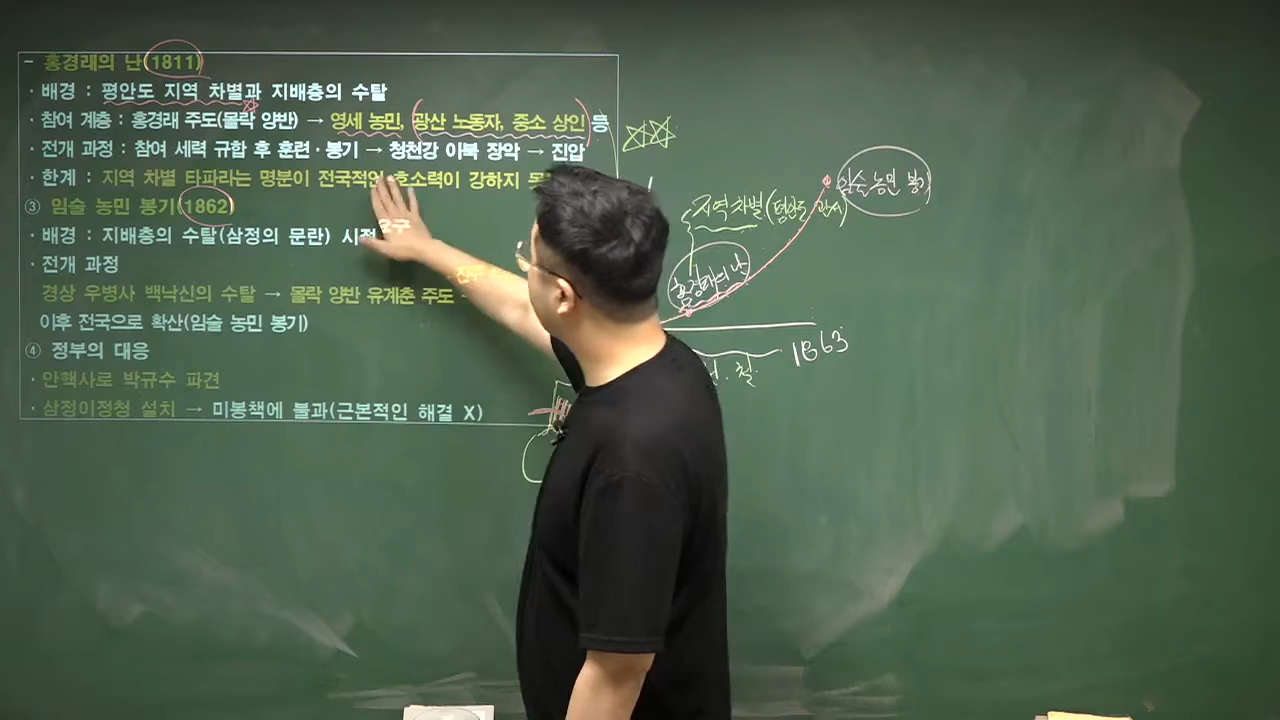 - 홍경래의 난(1811)
· 배경 : 평안도 지역 차별과 지배층의 수탈
· 참여 계층 : 홍경래 주도(몰락 양반) → 영세 농민, 광산 노동자, 중소 상인 등
· 전개 과정 : 참여 세력 규합 후 훈련·봉기 → 청천강 이북 장악 → 진압
· 한계 : 지역 차별 타파라는 명분이 전국적인 호소력이 강하지
③ 임술 농민 봉기(1862)
· 배경 : 지배층의 수탈(삼정의 문란) 시정 요구
· 전개 과정
경상 우병사 백낙신의 수탈 → 몰락 양반 유계춘 주도
이후 전국으로 확산(임술 농민 봉기)
④ 정부의 대응
· 안핵사로 박규수 파견
· 삼정이정청 설치 → 미봉책에 불과(근본적인 해결 X)
임술 농민 봉기
지역차별(평안도
홍경래의 난
1863
철